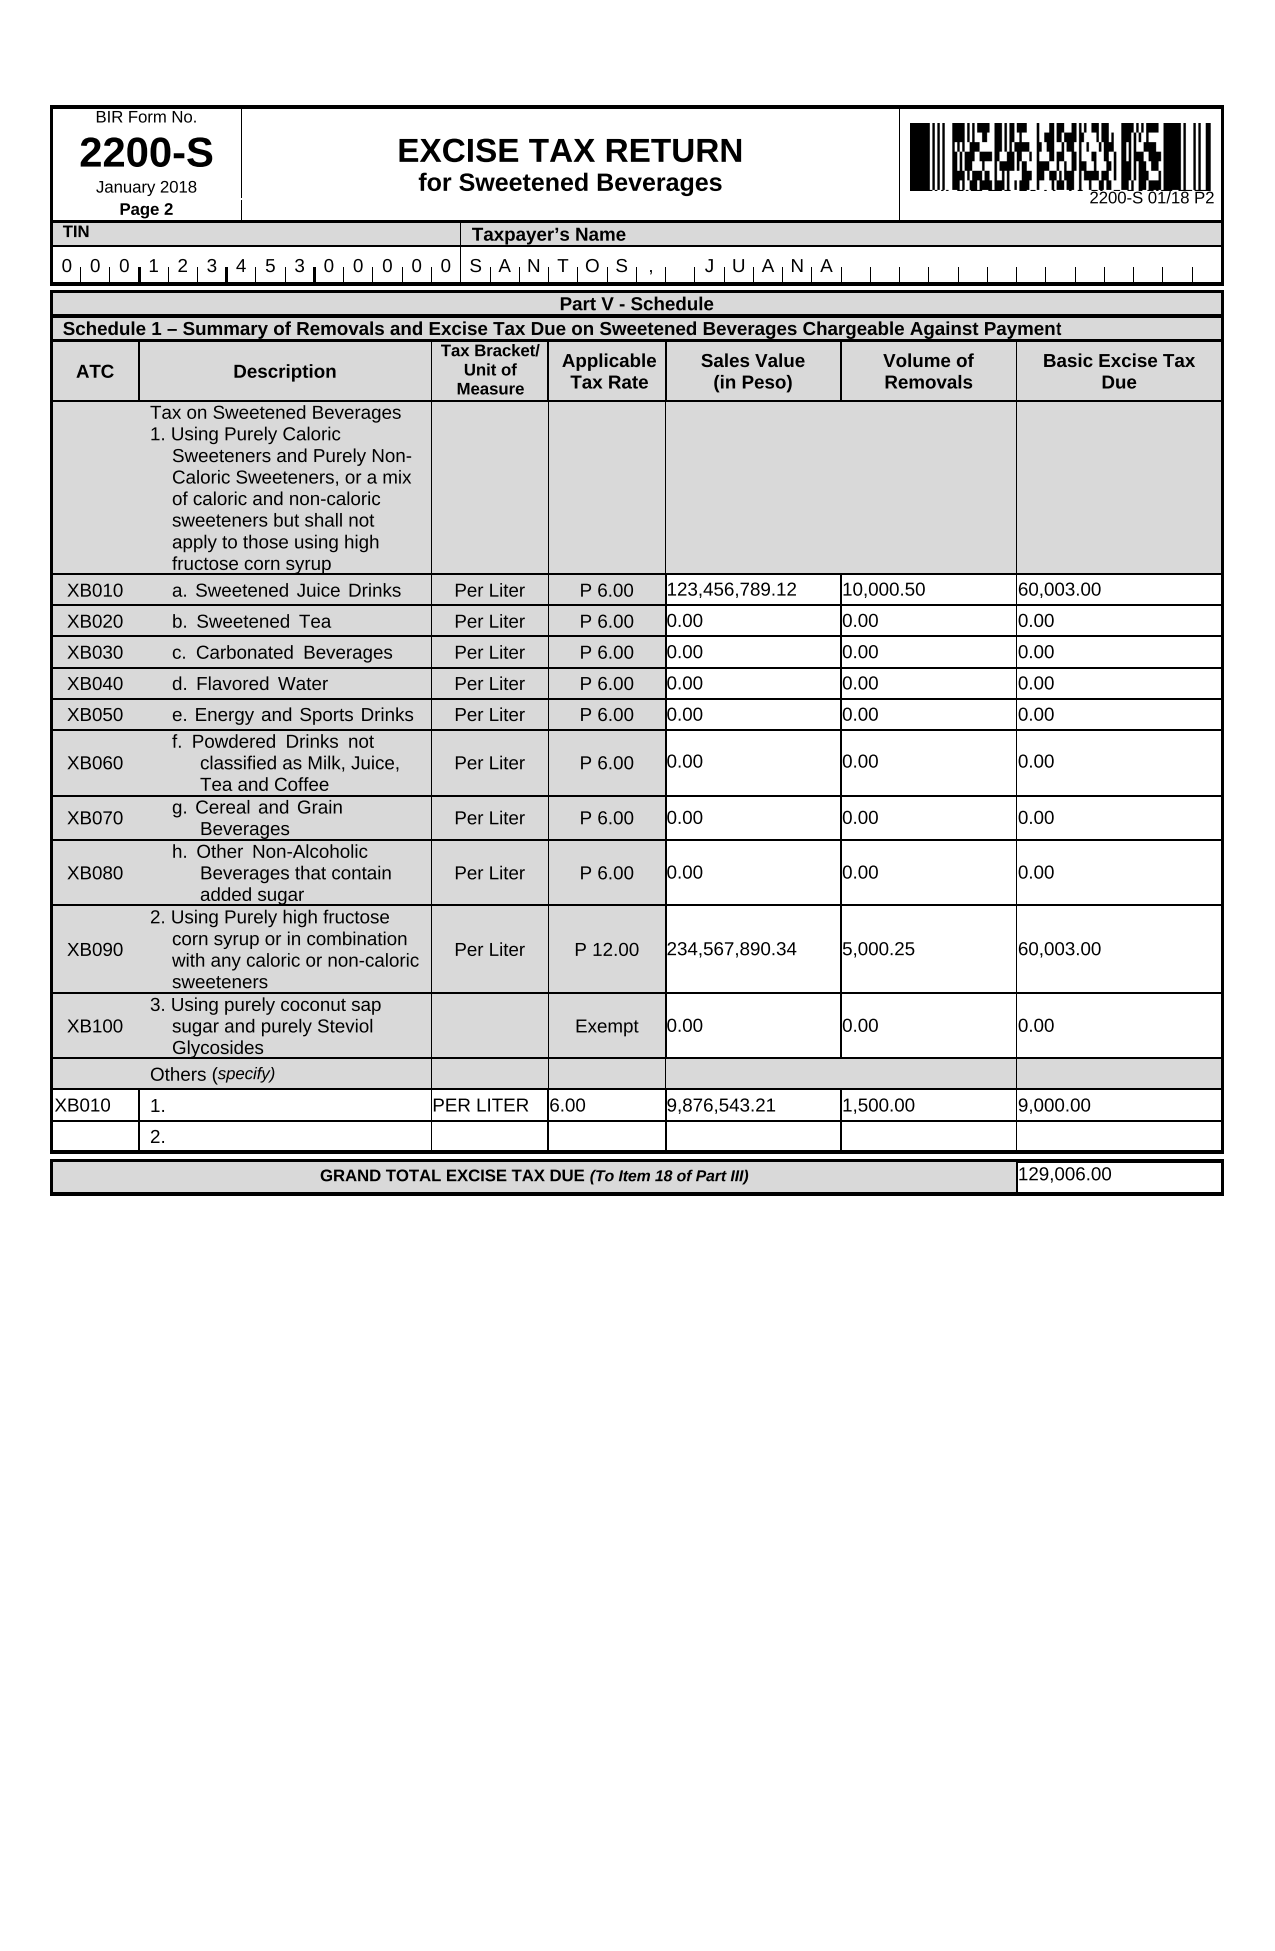 BIR Form No.
2200-S
January 2018
Page 2
EXCISE TAX RETURN
for Sweetened Beverages
2200-S 01/18 P2
TIN Taxpayer’s Name
0 0 0 1 2 3 4 5 3 0 0 0 0 0 S A N T O S , J U A N A
Part V - Schedule
Schedule 1 – Summary of Removals and Excise Tax Due on Sweetened Beverages Chargeable Against Payment
ATC
Description
Tax Bracket/
Unit of
Measure
Applicable
Tax Rate
Sales Value
(in Peso)
Volume of
Removals
Basic Excise Tax
Due
Tax on Sweetened Beverages
1. Using Purely Caloric
Sweeteners and Purely Non-
Caloric Sweeteners, or a mix
of caloric and non-caloric
sweeteners but shall not
apply to those using high
fructose corn syrup
XB010 a. Sweetened Juice Drinks Per Liter P 6.00 123,456,789.12 10,000.50 60,003.00
XB020 b. Sweetened Tea Per Liter P 6.00 0.00 0.00 0.00
XB030 c. Carbonated Beverages Per Liter P 6.00 0.00 0.00 0.00
XB040 d. Flavored Water Per Liter P 6.00 0.00 0.00 0.00
XB050 e. Energy and Sports Drinks Per Liter P 6.00 0.00 0.00 0.00
XB060
f. Powdered Drinks not
classified as Milk, Juice,
Tea and Coffee
Per Liter P 6.00 0.00 0.00 0.00
XB070
g. Cereal and Grain
Beverages
Per Liter P 6.00 0.00 0.00 0.00
XB080
h. Other Non-Alcoholic
Beverages that contain
added sugar
Per Liter P 6.00 0.00 0.00 0.00
XB090
2. Using Purely high fructose
corn syrup or in combination
with any caloric or non-caloric
sweeteners
Per Liter P 12.00 234,567,890.34 5,000.25 60,003.00
XB100
3. Using purely coconut sap
sugar and purely Steviol
Glycosides
Exempt 0.00 0.00 0.00
Others (specify)
XB010 1. PER LITER 6.00 9,876,543.21 1,500.00 9,000.00
2.
GRAND TOTAL EXCISE TAX DUE (To Item 18 of Part III) 129,006.00